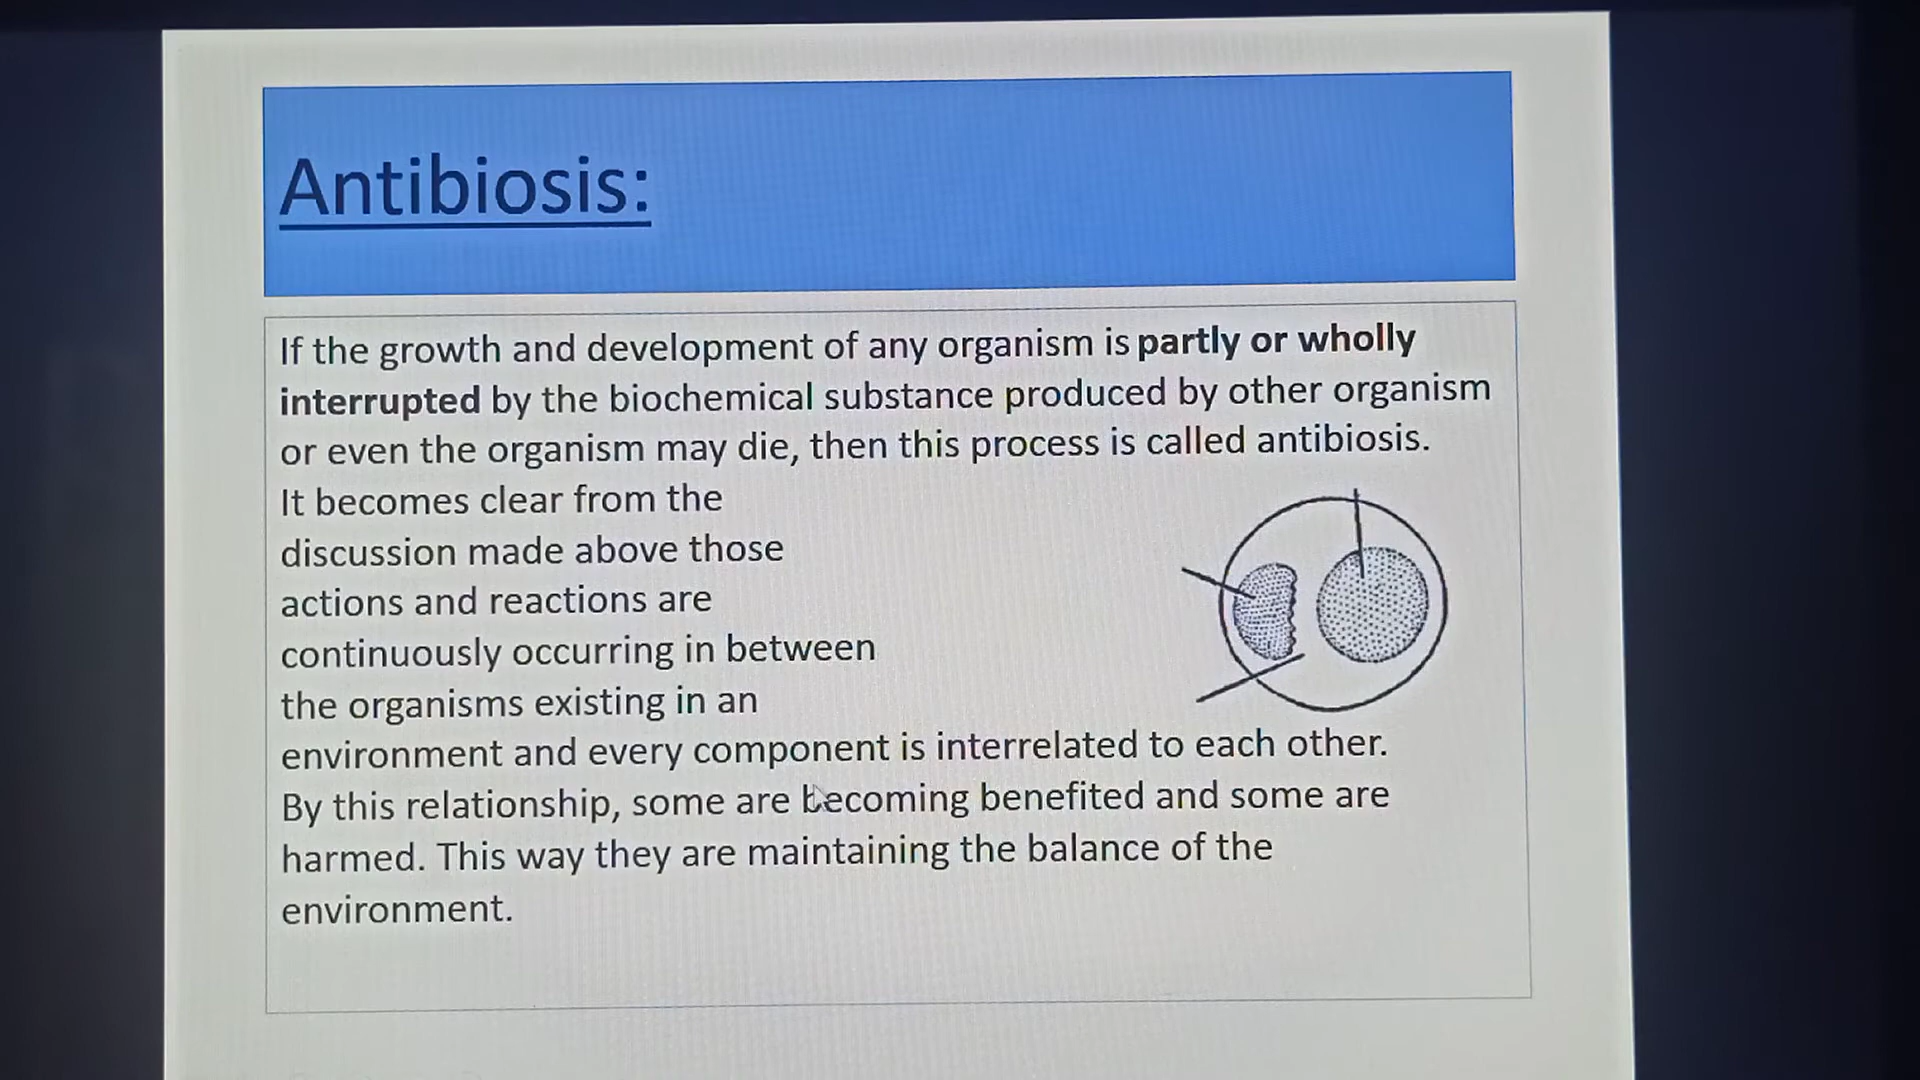 Antibiosis:
If the growth and development of any organism is partly or wholly
interrupted by the biochemical substance produced by other organism
or even the organism may die, then this process is called antibiosis.
It becomes clear from the
discussion made above those
actions and reactions are
continuously occurring in between
the organisms existing in an
environment and every component is interrelated to each other.
By this relationship, some are becoming benefited and some are
harmed. This way they are maintaining the balance of the
environment.